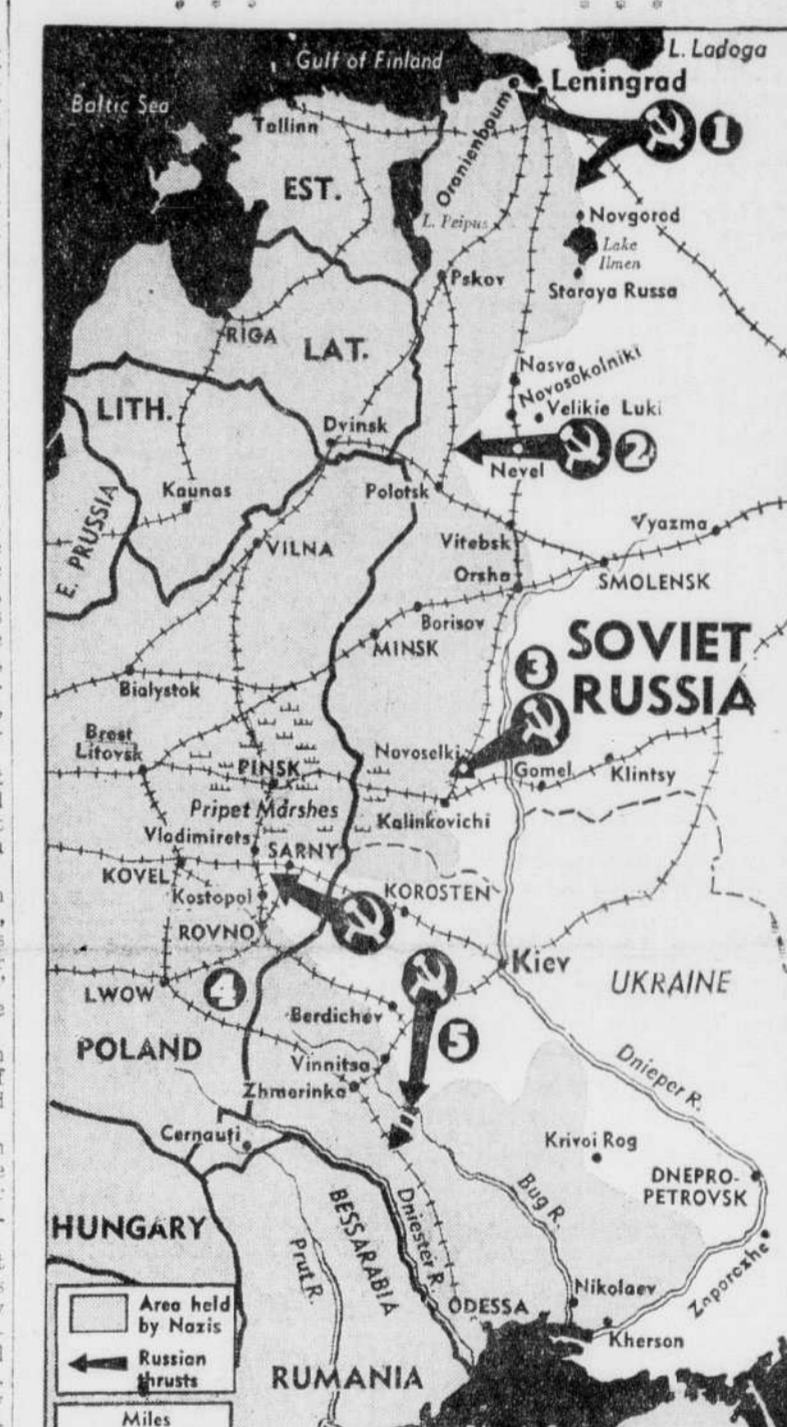 L. Ladoga
Gulf of Finland
Leningrad
Baltic Sea
Tallinn
Oranienbaum
1
EST.
L. Peipus
Novgorod
Lake
Ilmen
Pskov
Staraya Russa
RIGA
LAT.
Nasva
Novosokolniki
LITH.
Velikie Luki
Dvinsk
2
Nevel
Kaunas
Polotsk
E. PRUSSIA
Vyazma
Vitebsk
VILNA
Orsha
SMOLENSK
Borisov
MINSK
SOVIET
RUSSIA
3
Bialystok
Brest
Litovsk
Novoselki
PINSK
Gomel
Klintsy
Pripet Marshes
Kalinkovichi
Vladimirets
SARNY
KOVEL
Kostopol
KOROSTEN
ROVNO
Kiev
LWOW
4
UKRAINE
Berdichev
5
POLAND
Vinnitsa
Zhmerinka
Dnieper R.
Cernauti
Krivoi Rog
DNEPRO-
PETROVSK
Bug R.
HUNGARY
BESSARABIA
Dniester R.
Prut R.
Zaporozhe
Nikolaev
ODESSA
Kherson
Area held
by Nazis
Russian
thrusts
RUMANIA
Miles